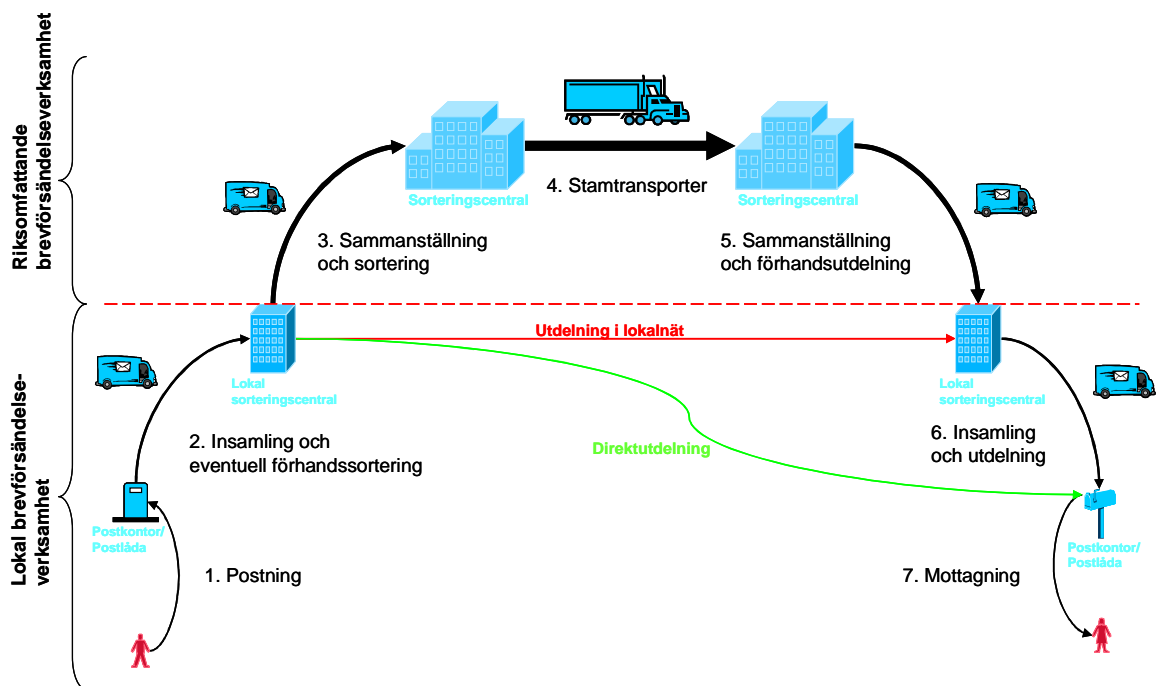 Riksomfattande
brevförsändelseverksamhet
4. Stamtransporter
Sorteringscentral
Sorteringscentral
3. Sammanställning
och sortering
5. Sammanställning
och förhandsutdelning
Lokal brevförsändelse-
verksamhet
Utdelning i lokalnät
Lokal
sorteringscentral
Lokal
sorteringscentral
2. Insamling och
eventuell förhandssortering
Direktutdelning
6. Insamling
och utdelning
Postkontor/
Postlåda
Postkontor/
Postlåda
1. Postning
7. Mottagning